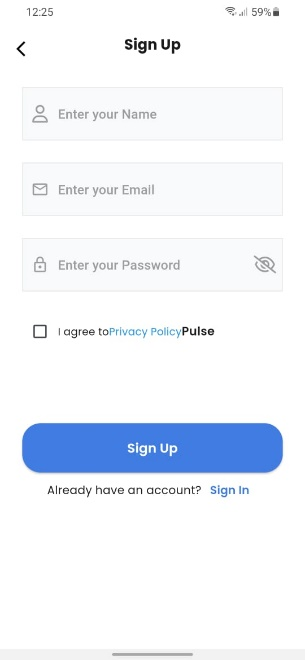 12:25 59%
Sign Up
Enter your Name
Enter your Email
Enter your Password
I agree toPrivacy PolicyPulse
Sign Up
Already have an account? Sign In